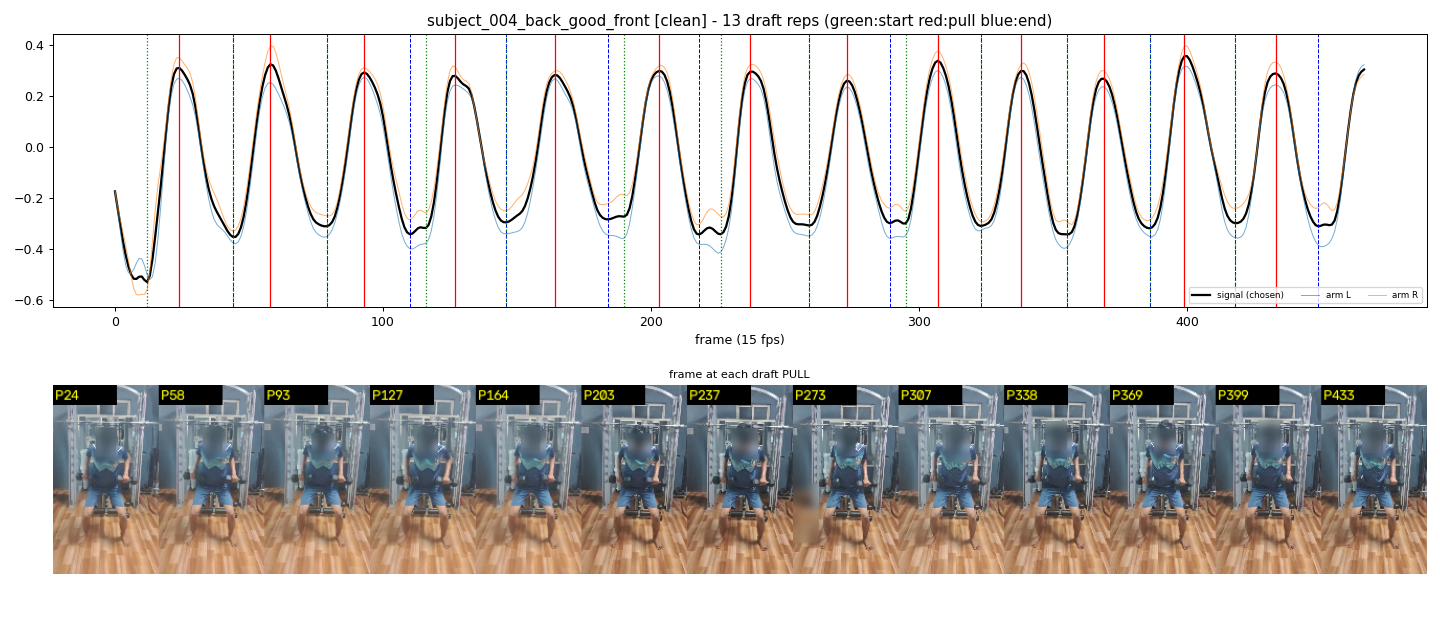 subject_004_back_good_front [clean] - 13 draft reps (green:start red:pull blue:end)
0.4
0.2
0.0
−0.2
−0.4
−0.6
signal (chosen) arm L arm R
0 100 200 300 400
frame (15 fps)
frame at each draft PULL
P24 P58 P93 P127 P164 P203 P237 P273 P307 P338 P369 P399 P433